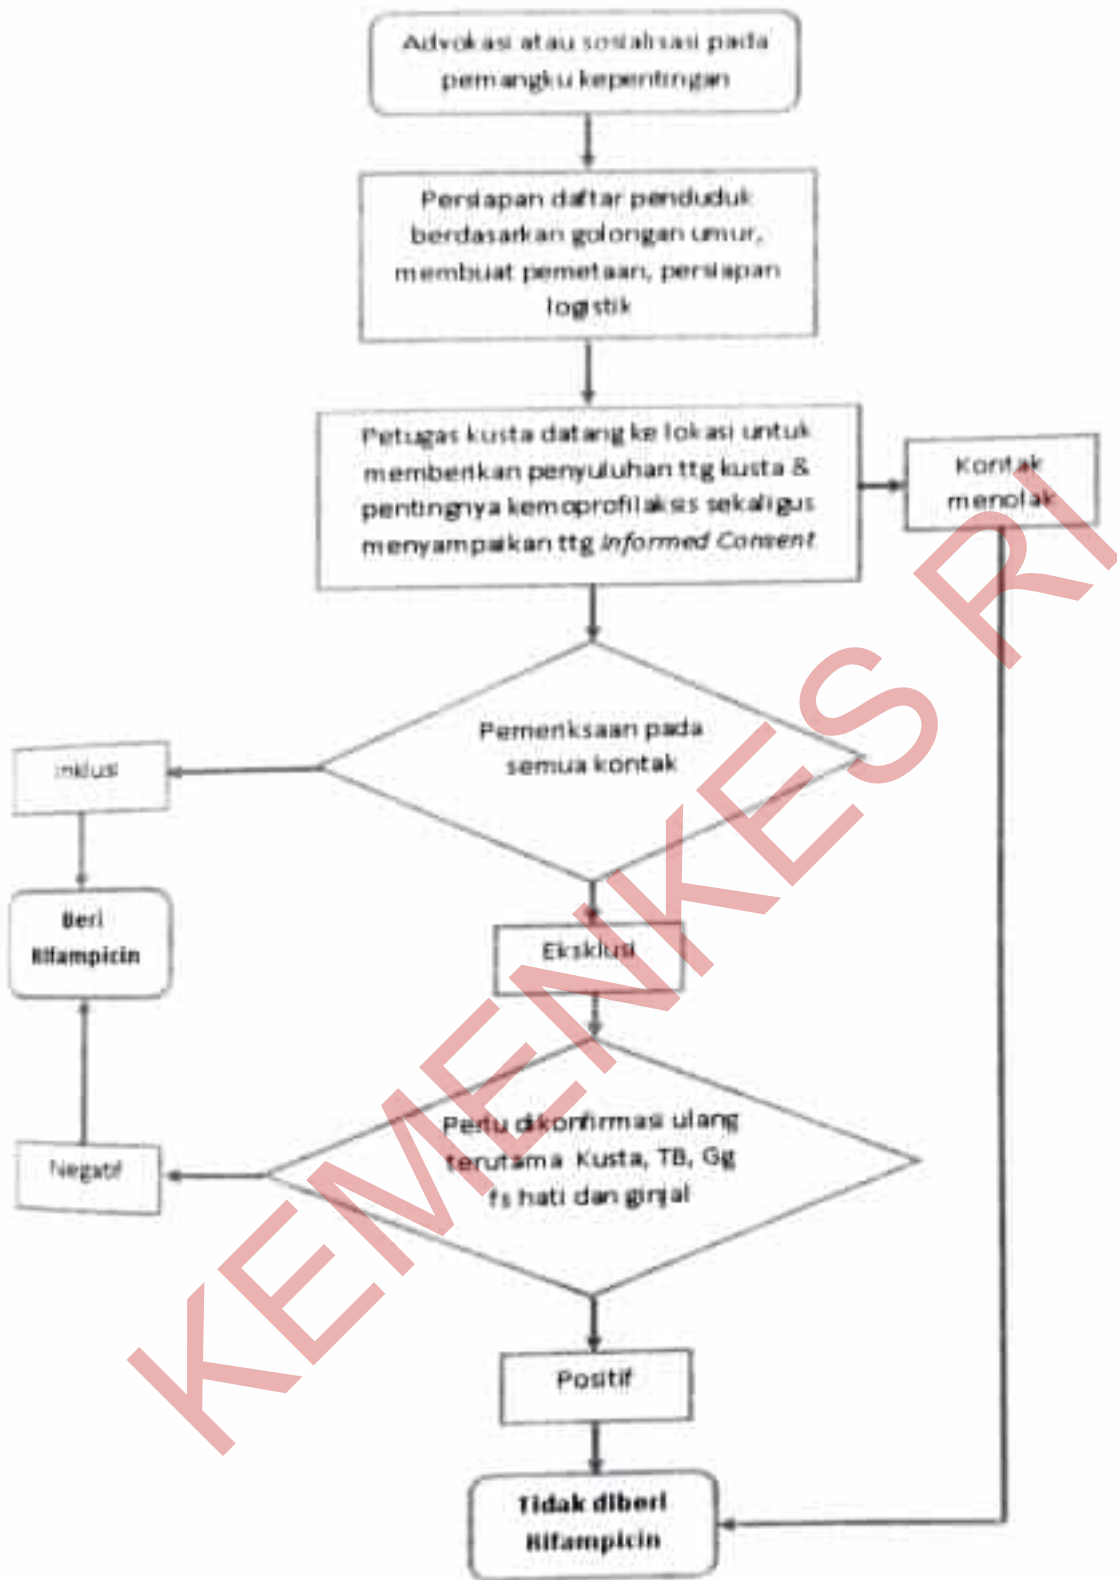 Advokasi atau sosialisasi pada
pemangku kepentingan
Persiapan daftar penduduk
berdasarkan golongan umur,
membuat pemetaan, persiapan
logistik
Petugas kusta datang ke lokasi untuk
memberikan penyuluhan ttg kusta &
pentingnya kemoprofilaksis sekaligus
menyampaikan ttg Informed Consent
Kontak
menolak
Pemeriksaan pada
semua kontak
Inklusi
Beri
Rifampicin
Eksklusi
Perlu dikonfirmasi ulang
terutama Kusta, TB, Gg
fs hati dan ginjal
Negatif
Positif
Tidak diberi
Rifampicin
KEMENKES RI